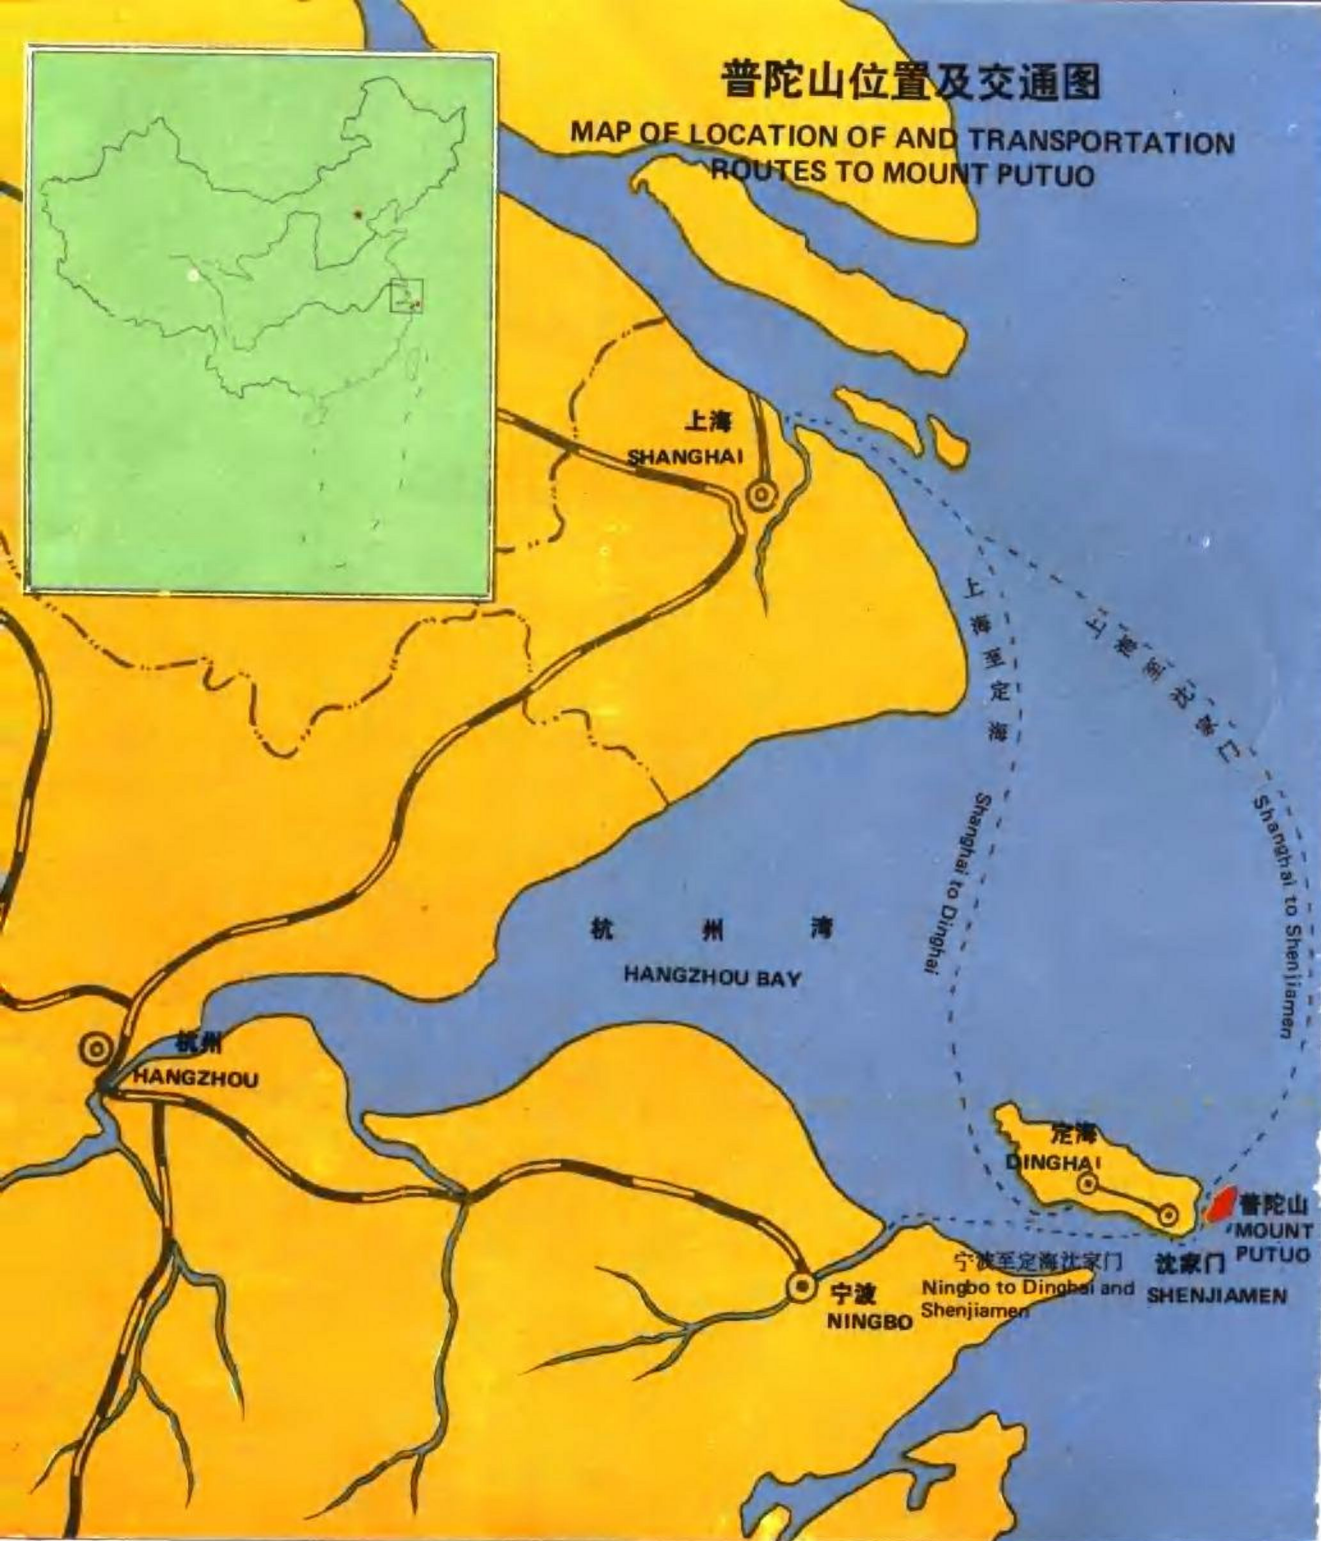 普陀山位置及交通图
MAP OF LOCATION OF AND TRANSPORTATION
ROUTES TO MOUNT PUTUO
上海
SHANGHAI
上海至定海
Shanghai to Dinghai
上海至沈家门
Shanghai to Shenjiamen
杭州湾
HANGZHOU BAY
杭州
HANGZHOU
定海
DINGHAI
普陀山
MOUNT
PUTUO
宁波至定海沈家门
Ningbo to Dinghai and
Shenjiamen
沈家门
SHENJIAMEN
宁波
NINGBO